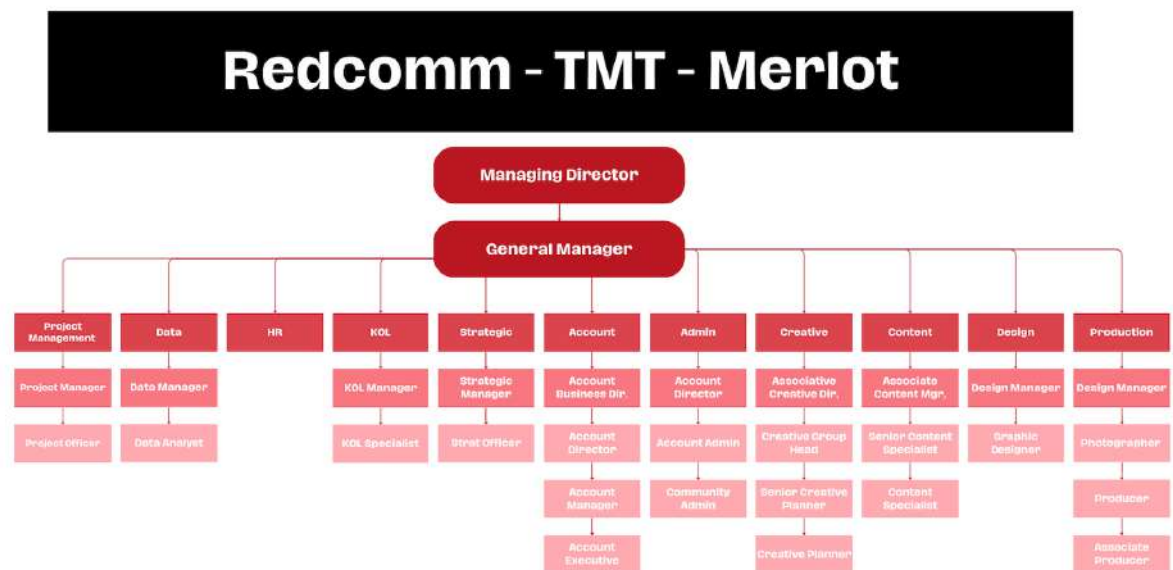 Redcomm - TMT - Merlot
Managing Director
General Manager
Project
Management
Data
HR
KOL
Strategic
Account
Admin
Creative
Content
Design
Production
Project Manager
Data Manager
KOL Manager
Strategic
Manager
Account
Business Dir.
Account
Director
Associative
Creative Dir.
Associate
Content Mgr.
Design Manager
Design Manager
Project Officer
Data Analyst
KOL Specialist
Strat Officer
Account
Director
Account Admin
Creative Group
Head
Senior Content
Specialist
Graphic
Designer
Photographer
Account
Manager
Community
Admin
Senior Creative
Planner
Content
Specialist
Producer
Account
Executive
Creative Planner
Associate
Producer